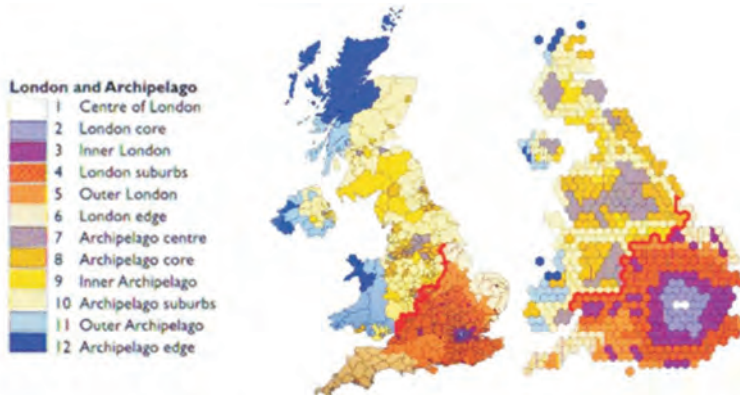 London and Archipelago
1 Centre of London
2 London core
3 Inner London
4 London suburbs
5 Outer London
6 London edge
7 Archipelago centre
8 Archipelago core
9 Inner Archipelago
10 Archipelago suburbs
11 Outer Archipelago
12 Archipelago edge